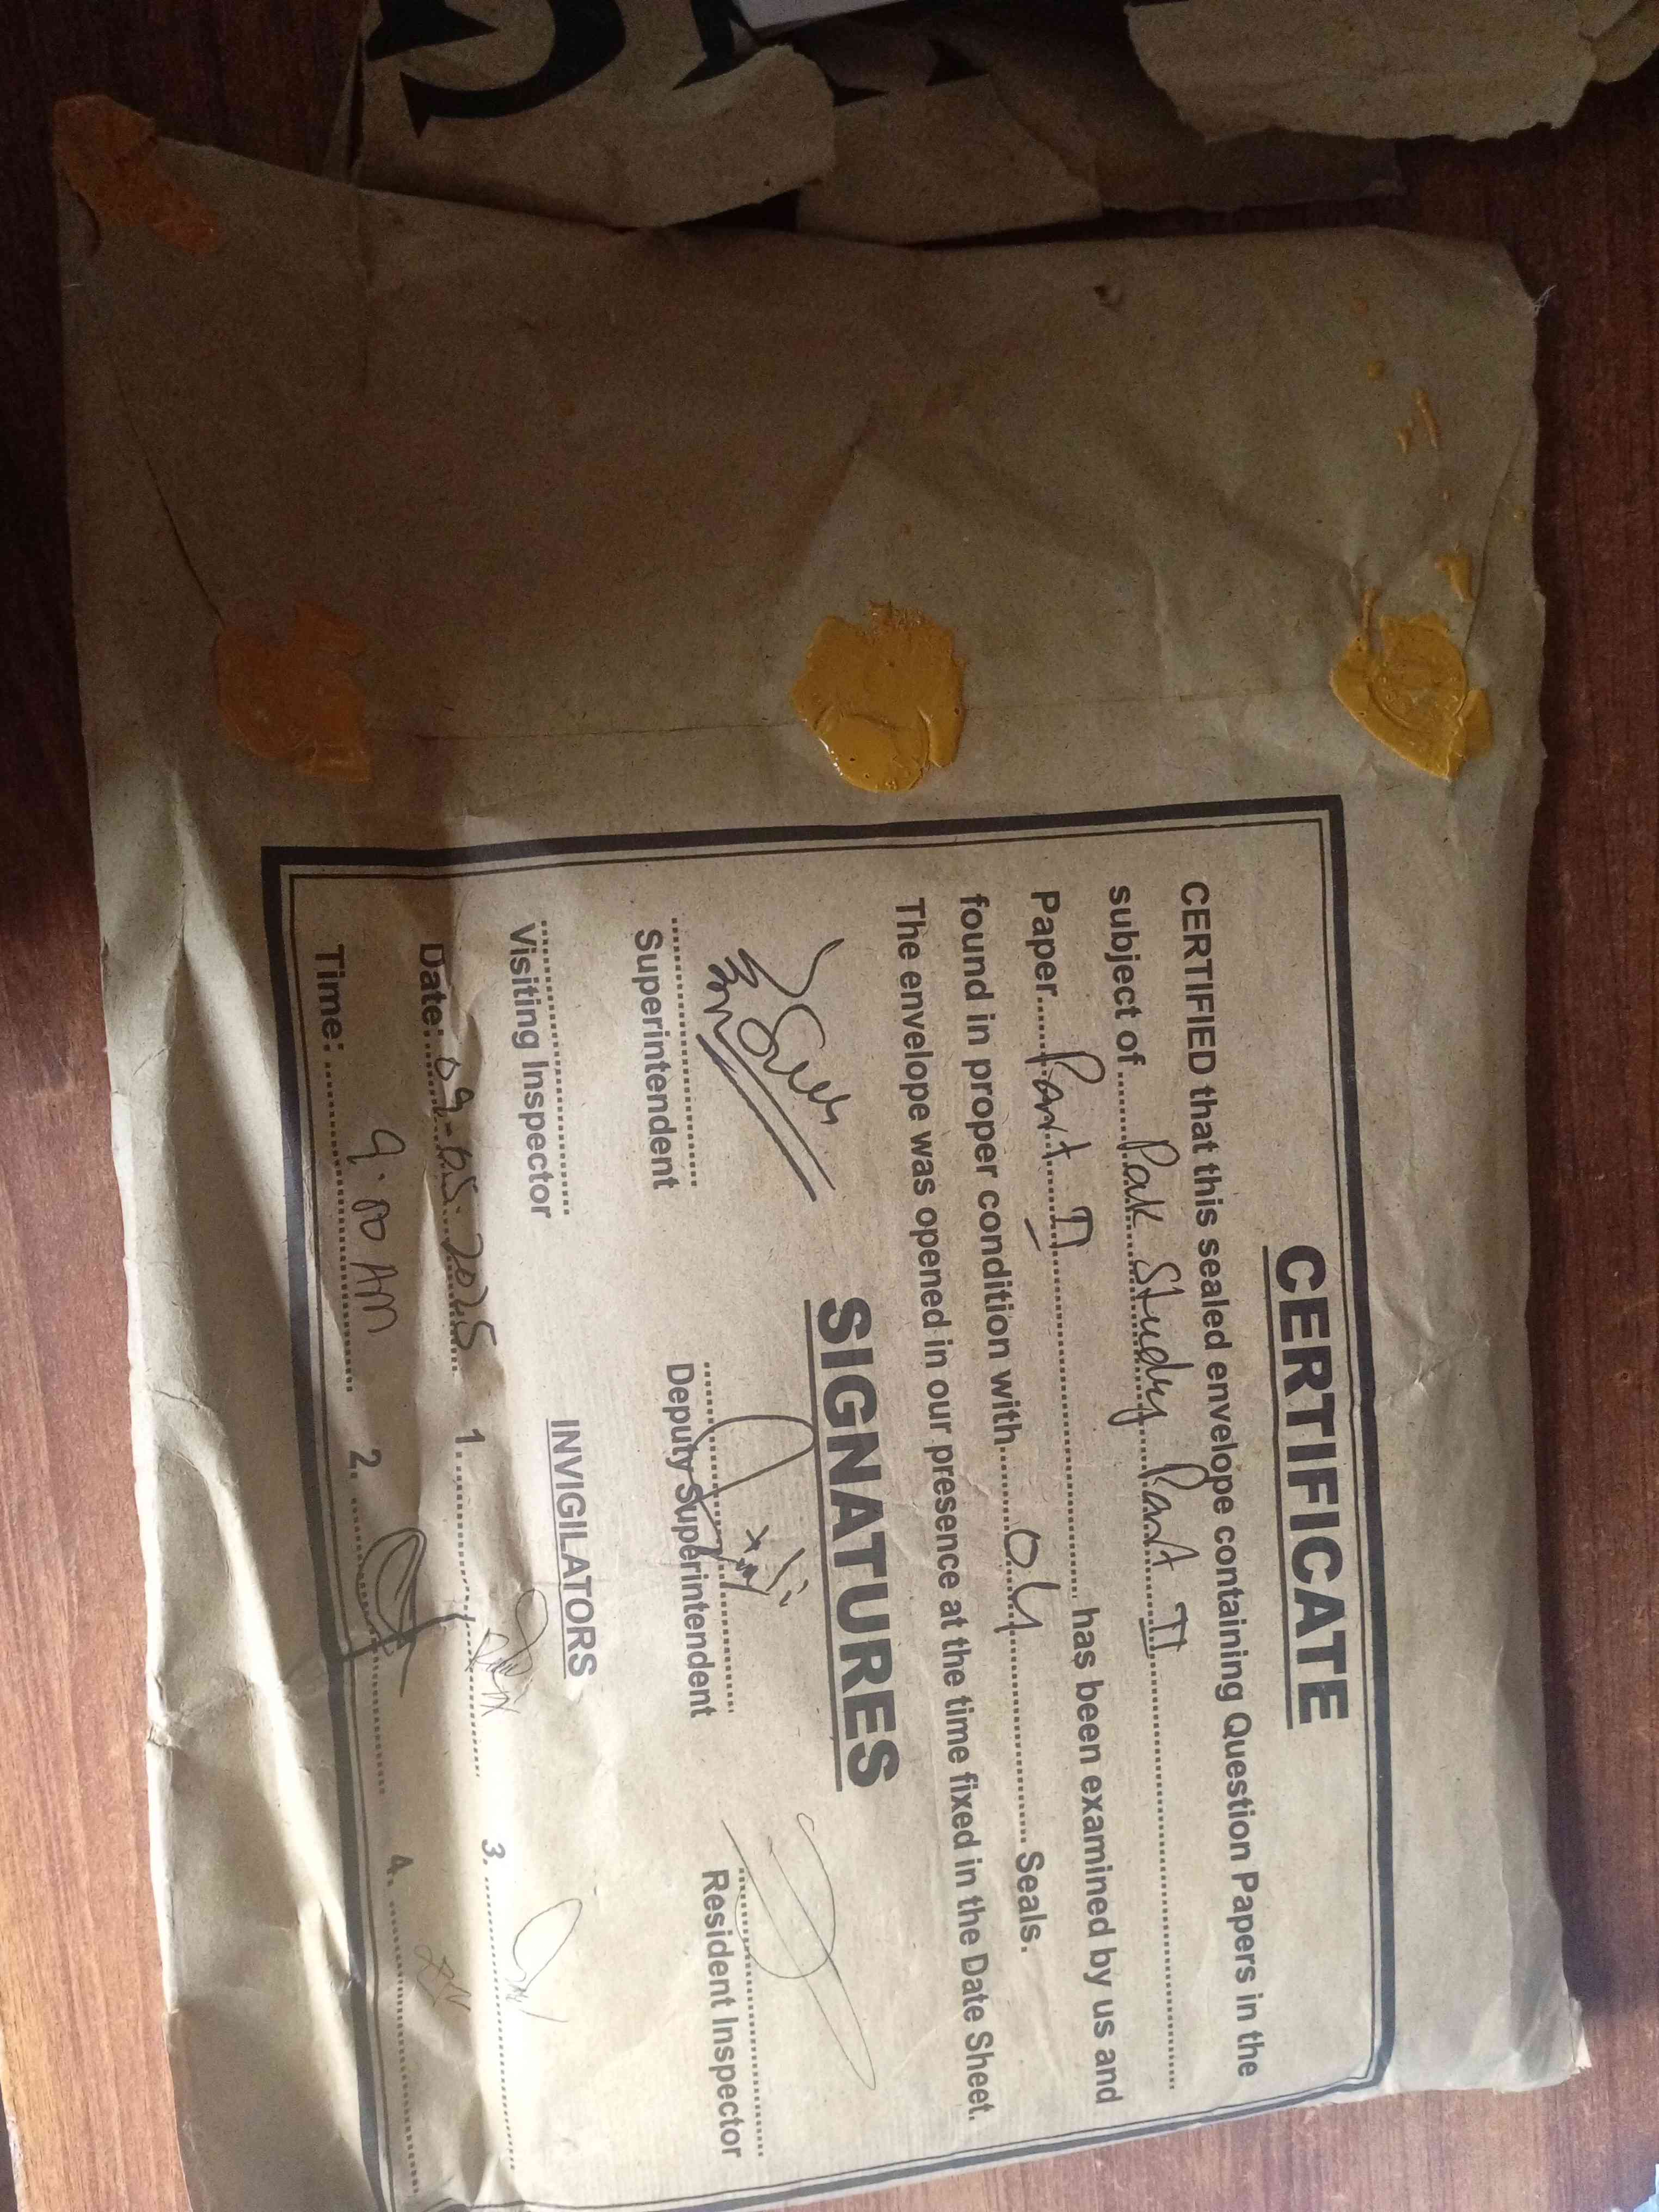 CERTIFICATE
CERTIFIED that this sealed envelope containing Question Papers in the
subject of Pak Study Part II
Paper Part II has been examined by us and
found in proper condition with 04 Seals.
The envelope was opened in our presence at the time fixed in the Date Sheet.
SIGNATURES
Superintendent Deputy Superintendent Resident Inspector
Visiting Inspector INVIGILATORS
Date: 09-05-2025 1. 3.
Time: 9:00 AM 2. 4.